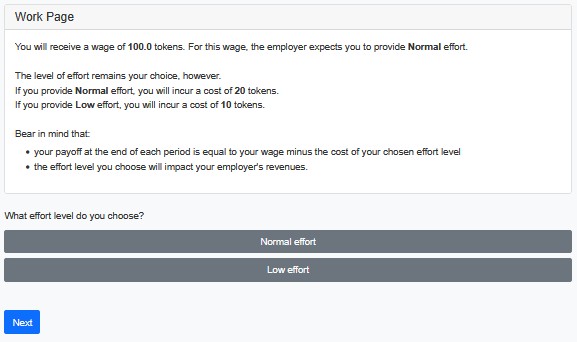 Work Page
You will receive a wage of 100.0 tokens. For this wage, the employer expects you to provide Normal effort.
The level of effort remains your choice, however.
If you provide Normal effort, you will incur a cost of 20 tokens.
If you provide Low effort, you will incur a cost of 10 tokens.
Bear in mind that:
• your payoff at the end of each period is equal to your wage minus the cost of your chosen effort level
• the effort level you choose will impact your employer's revenues.
What effort level do you choose?
Normal effort
Low effort
Next